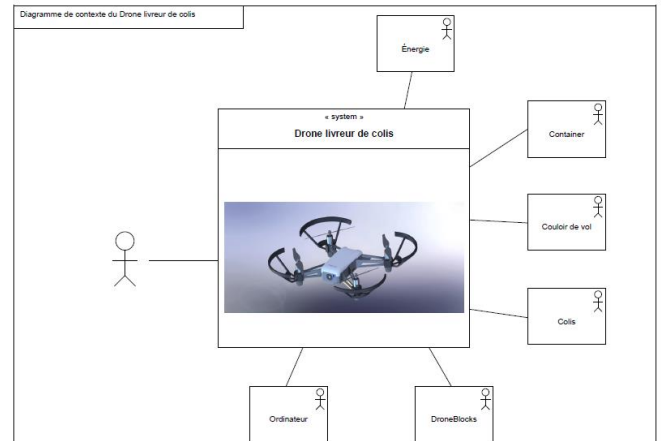 Diagramme de contexte du Drone livreur de colis
Énergie
« system »
Drone livreur de colis
Container
Couloir de vol
Colis
Ordinateur
DroneBlocks